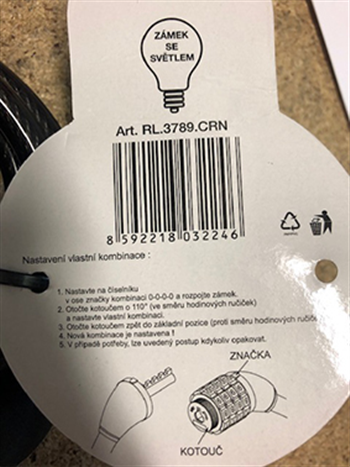 ZÁMEK
SE
SVĚTLEM
Art. RL.3789.CRN
8 592218 032246
Nastavení vlastní kombinace :
1. Nastavte na číselníku
v ose značky kombinaci 0-0-0-0 a rozpojte zámek.
2. Otočte kotoučem o 110° (ve směru hodinových ručiček)
a nastavte vlastní kombinaci.
3. Otočte kotoučem zpět do základní pozice (proti směru hodinových ručiček)
4. Nová kombinace je nastavena !
5. V případě potřeby, lze uvedený postup kdykoliv opakovat.
ZNAČKA
KOTOUČ